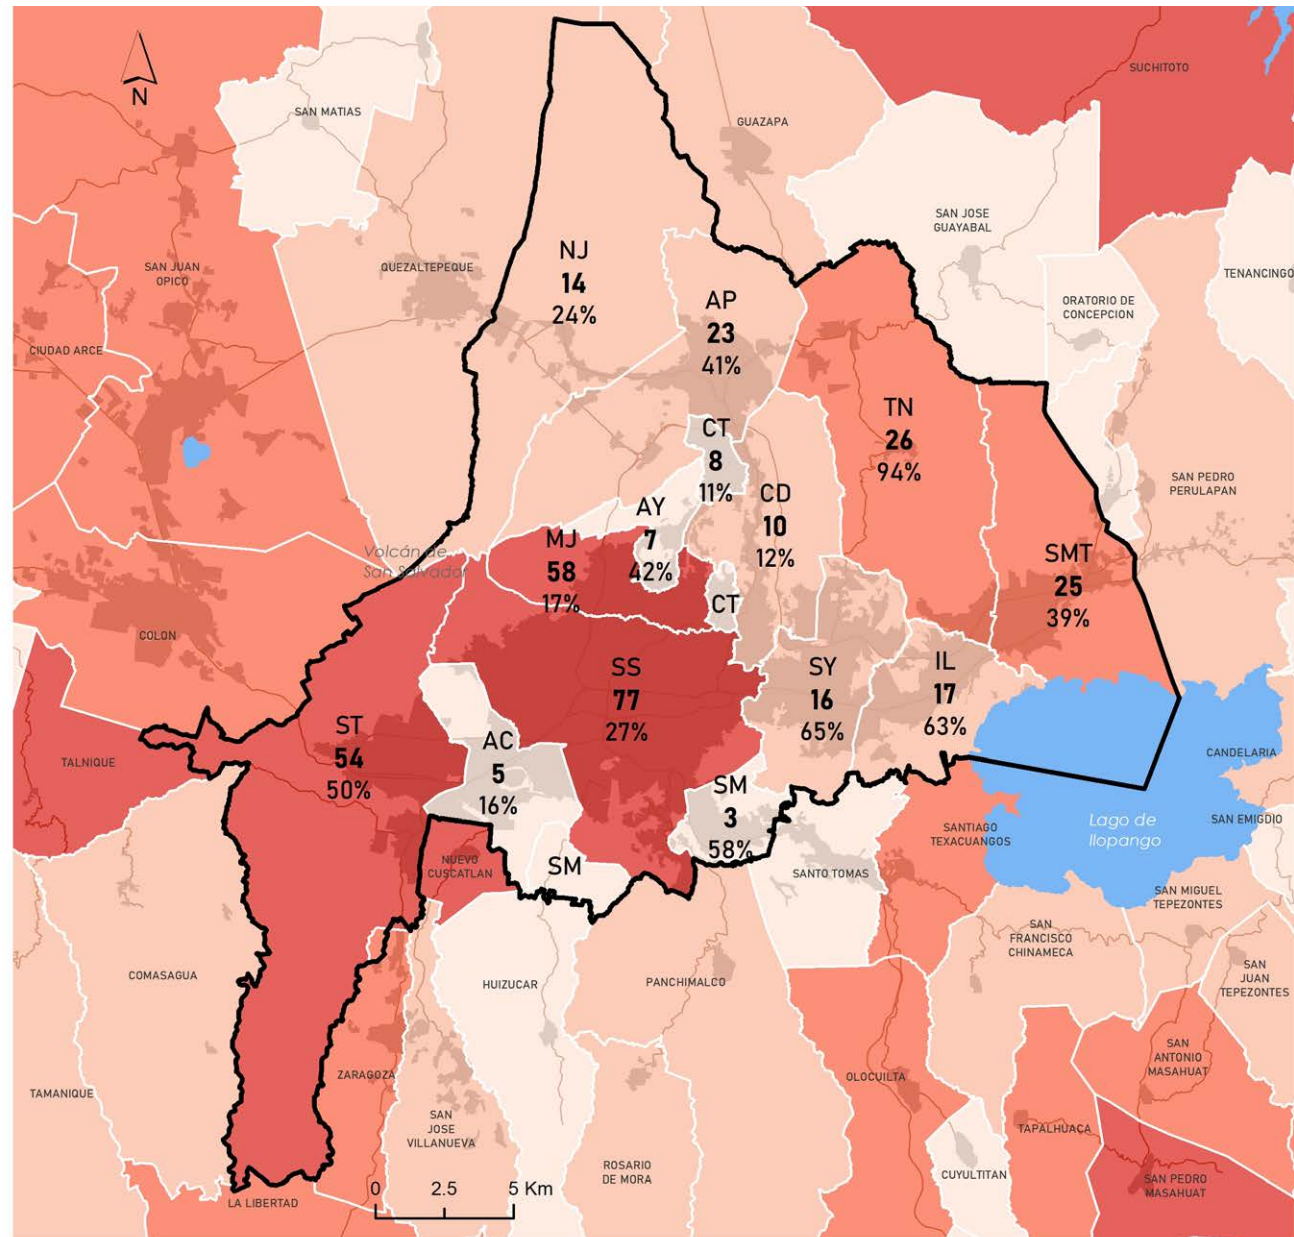 SUCHITOTO
N
SAN MATIAS
GUAZAPA
SAN JOSE
GUAYABAL
SAN JUAN
OPICO
QUEZALTEPEQUE
NJ
14
24%
TENANCINGO
ORATORIO DE
CONCEPCION
AP
23
41%
CIUDAD ARCE
TN
26
94%
CT
8
11%
SAN PEDRO
PERULAPAN
CD
10
12%
AY
7
42%
MJ
58
17%
Volcán de
San Salvador
SMT
25
39%
CT
COLON
SS
77
27%
SY
16
65%
IL
17
63%
ST
54
50%
AC
5
16%
TALNIQUE
CANDELARIA
SM
3
58%
SAN EMIGDIO
Lago de
Ilopango
SANTIAGO
TEXACUANGOS
NUEVO
CUSCATLAN
SM
SANTO TOMAS
SAN MIGUEL
TEPEZONTES
SAN
FRANCISCO
CHINAMECA
SAN
JUAN
TEPEZONTES
COMASAGUA
HUIZUCAR
PANCHIMALCO
SAN
ANTONIO
MASAHUAT
ZARAGOZA
OLOCUILTA
TAMANIQUE
SAN
JOSE
VILLANUEVA
TAPALHUACA
ROSARIO
DE MORA
CUYULTITAN
SAN PEDRO
MASAHUAT
0 2.5 5 Km
LA LIBERTAD